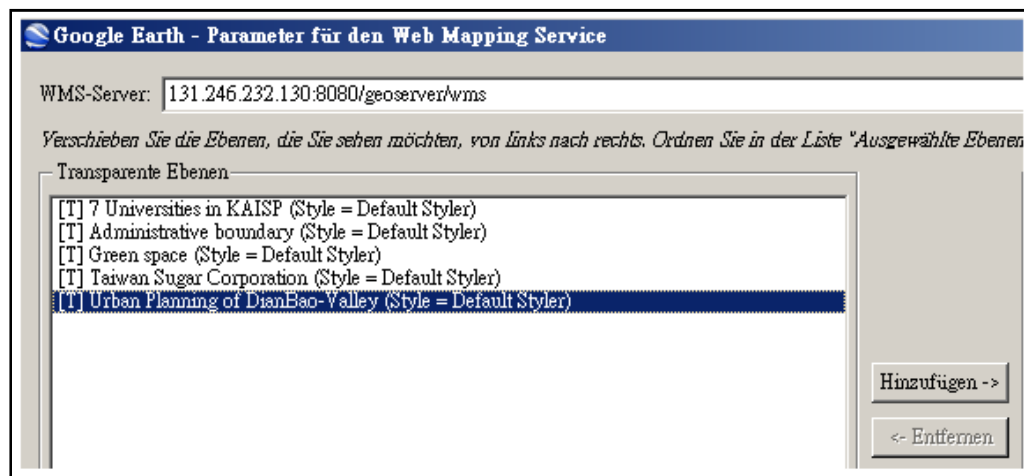 Google Earth - Parameter für den Web Mapping Service
WMS-Server: 131.246.232.130:8080/geoserver/wms
Verschieben Sie die Ebenen, die Sie sehen möchten, von links nach rechts. Ordnen Sie in der Liste "Ausgewählte Ebenen
Transparente Ebenen
[T] 7 Universities in KAISP (Style = Default Styler)
[T] Administrative boundary (Style = Default Styler)
[T] Green space (Style = Default Styler)
[T] Taiwan Sugar Corporation (Style = Default Styler)
[T] Urban Planning of DianBao-Valley (Style = Default Styler)
Hinzufügen ->
<- Entfernen